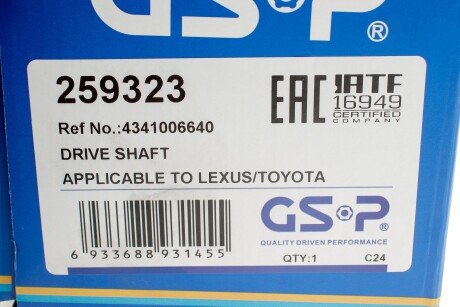 GSP®
259323
EAC
IATF
16949
CERTIFIED
COMPANY
Ref No.:4341006640
DRIVE SHAFT
APPLICABLE TO LEXUS/TOYOTA
GSP®
QUALITY DRIVEN PERFORMANCE
6 933688 931455
QTY:1
C24